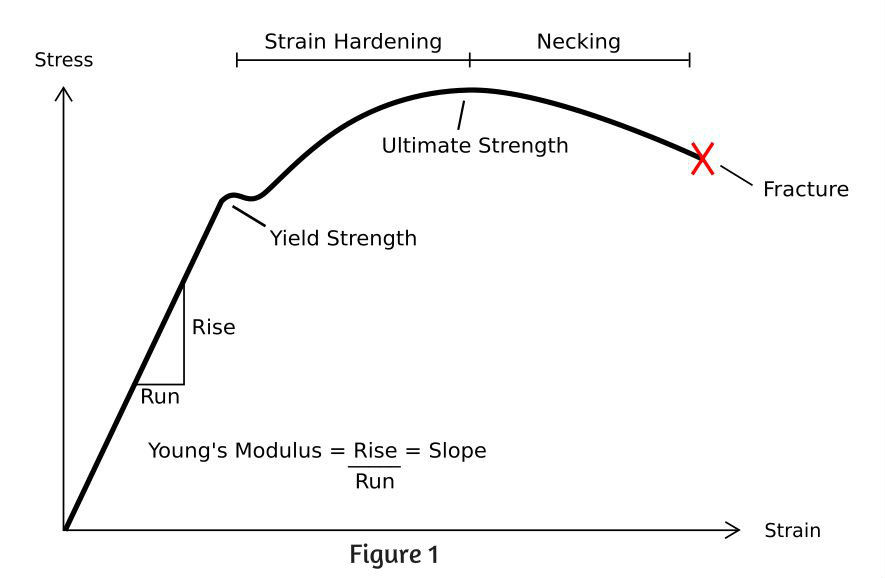 Strain Hardening
Necking
Stress
Ultimate Strength
Fracture
Yield Strength
Rise
Run
Young's Modulus = Rise = Slope
Run
Strain
Figure 1